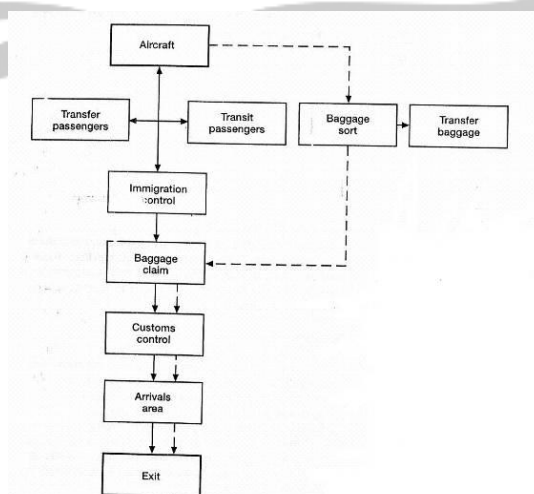 Aircraft
Transfer
passengers
Transit
passengers
Baggage
sort
Transfer
baggage
Immigration
control
Baggage
claim
Customs
control
Arrivals
area
Exit